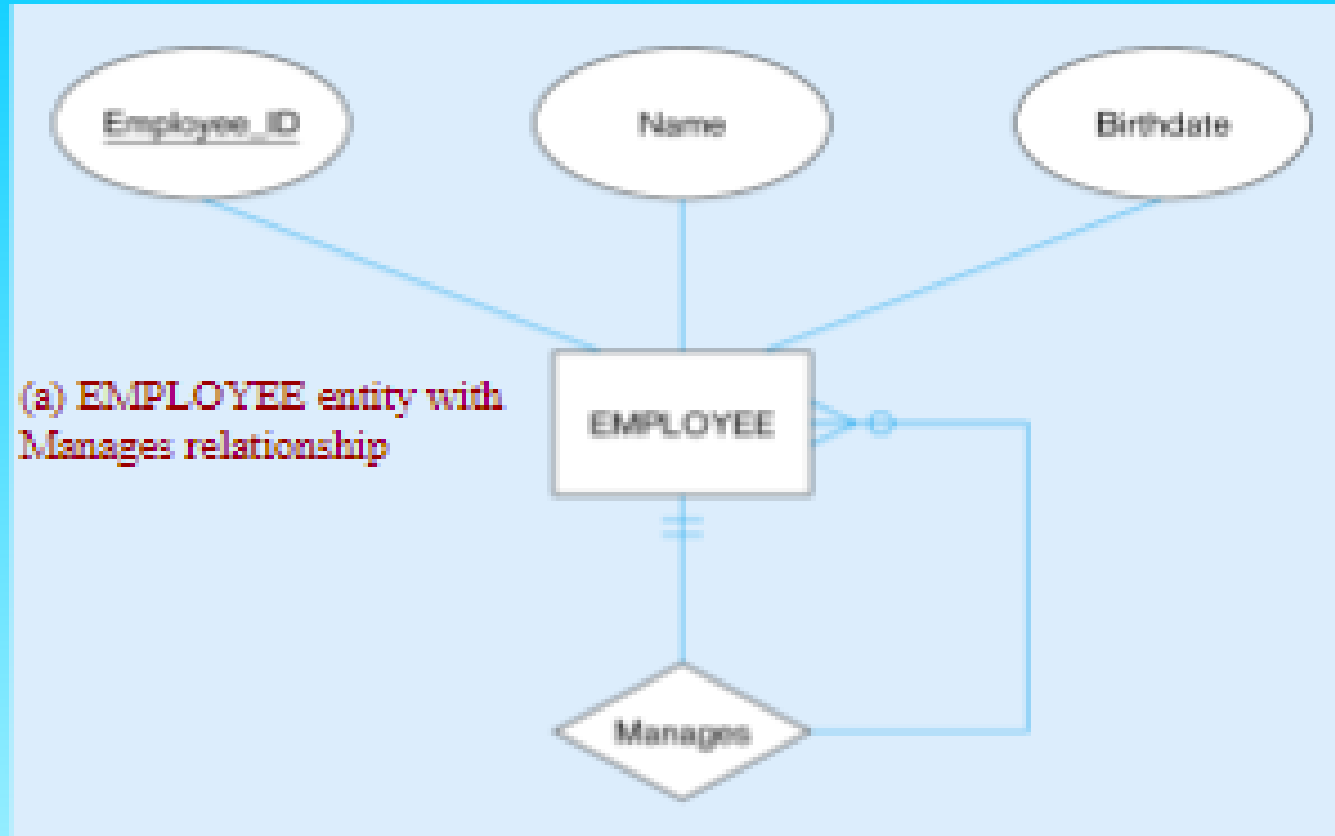 Employee_ID
Name
Birthdate
(a) EMPLOYEE entity with
Manages relationship
EMPLOYEE
Manages